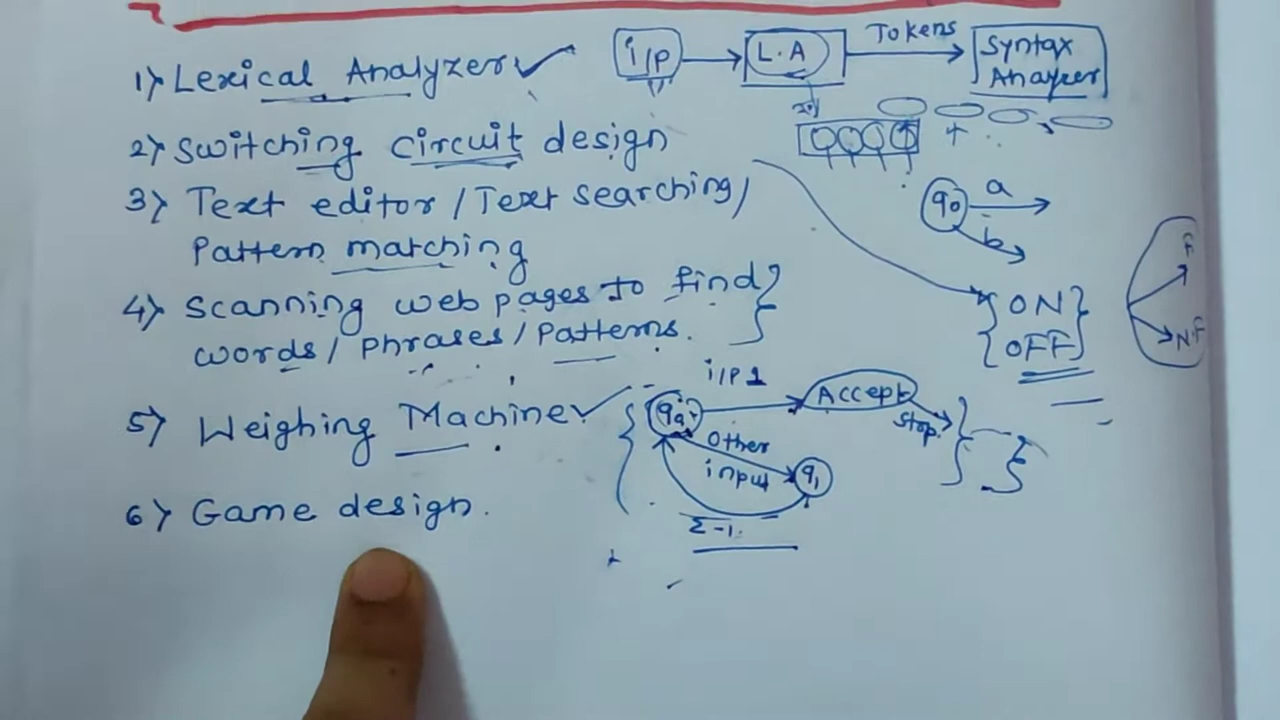 1) Lexical Analyzer
i/p
L.A
Tokens
Syntax
Analyzer
2) Switching circuit design
3) Text editor / Text searching /
Pattern matching
q0
a
b
4) Scanning web pages to find
words / phrases / patterns.
ON
OFF
F
NF
5) Weighing Machine
i/p 1
Accept
Stop
Other
input
q1
Σ-1
6) Game design.